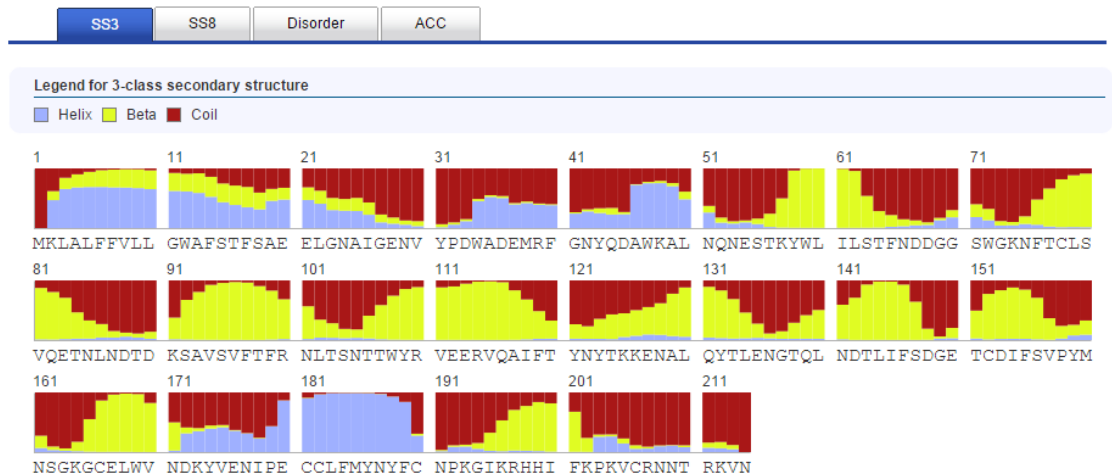 SS3 SS8 Disorder ACC
Legend for 3-class secondary structure
Helix Beta Coil
1 11 21 31 41 51 61 71
MKLALFFVLL GWAFSTFSAE ELGNAIGENV YPDWADEMRF GNYQDAWKAL NQNESTKYWL ILSTFNDDGG SWGKNFTCLS
81 91 101 111 121 131 141 151
VQETNLNDTD KSAVSVFTFR NLTSNTTWYR VEERVQAIFT YNYTKKENAL QYTLENGTQL NDTLIFSDGE TCDIFSVPYM
161 171 181 191 201 211
NSGKGCELWV NDKYVENIPE CCLFMYNYFC NPKGIKRHHI FKPKVCRNNT RKVN